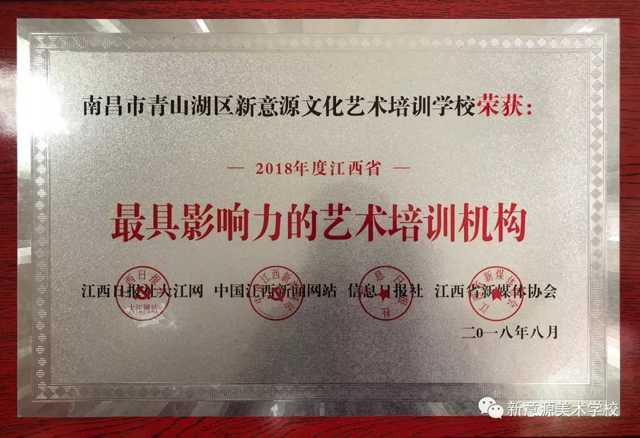 南昌市青山湖区新意源文化艺术培训学校荣获：
— 2018年度江西省 —
最具影响力的艺术培训机构
江西日报社大江网 中国江西新闻网站 信息日报社 江西省新媒体协会
大江网站
二〇一八年八月
新意源美术学校